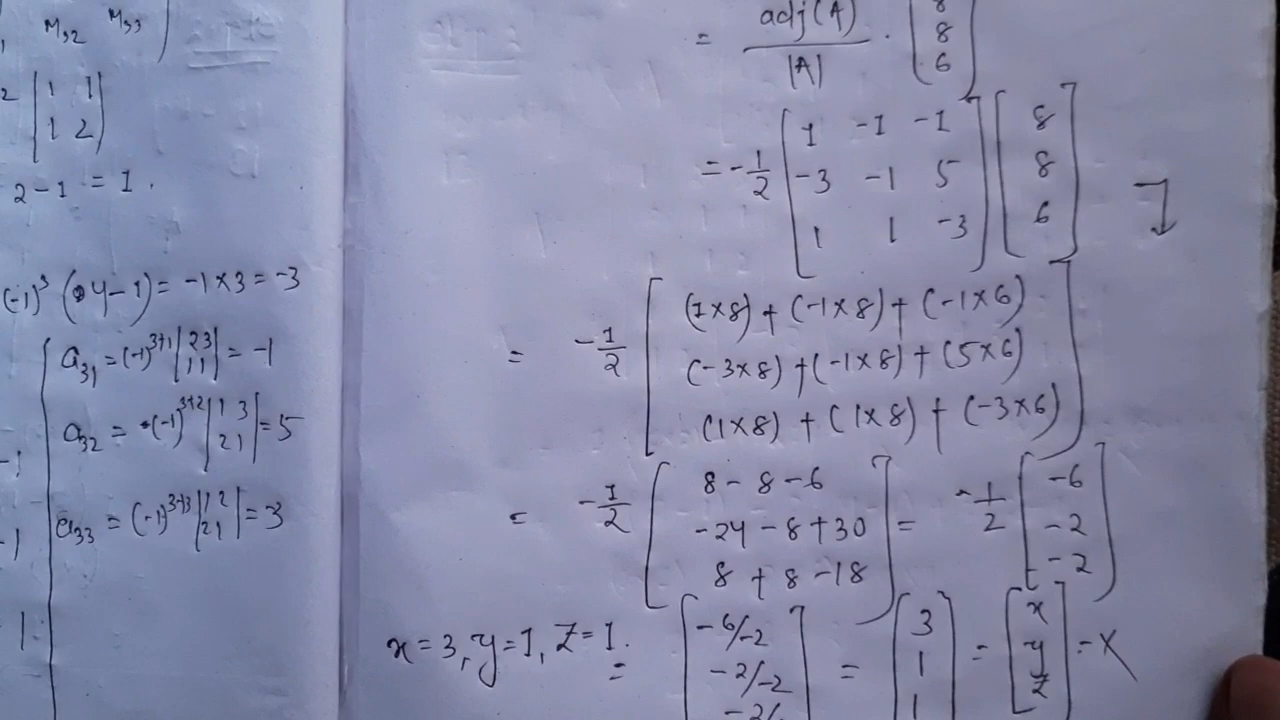 M32 M33
2 | 1 1 |
| 1 2 |
2 - 1 = 1 .
(-1)³ (4-1) = -1 × 3 = -3
a31 = (-1)^3+1 | 2 3 | = -1
| 1 1 |
a32 = (-1)^3+2 | 1 3 | = 5
| 2 1 |
a33 = (-1)^3+3 | 1 2 | = 3
| 2 1 |
-1
-1
1
= adj(A) / |A| . [ 8
8
6 ]
= -1/2 [ 1 -1 -1 ] [ 8 ]
[ -3 -1 5 ] [ 8 ]
[ 1 1 -3 ] [ 6 ]
= -1/2 [ (1×8) + (-1×8) + (-1×6) ]
[ (-3×8) + (-1×8) + (5×6) ]
[ (1×8) + (1×8) + (-3×6) ]
= -1/2 [ 8 - 8 - 6 ] = -1/2 [ -6 ]
[ -24 - 8 + 30 ] [ -2 ]
[ 8 + 8 - 18 ] [ -2 ]
x = 3, y = 1, z = 1.
= [ -6/-2 ] = [ 3 ] = [ x ] = X
[ -2/-2 ] [ 1 ] [ y ]
[ -2/ ] [ 1 ] [ z ]